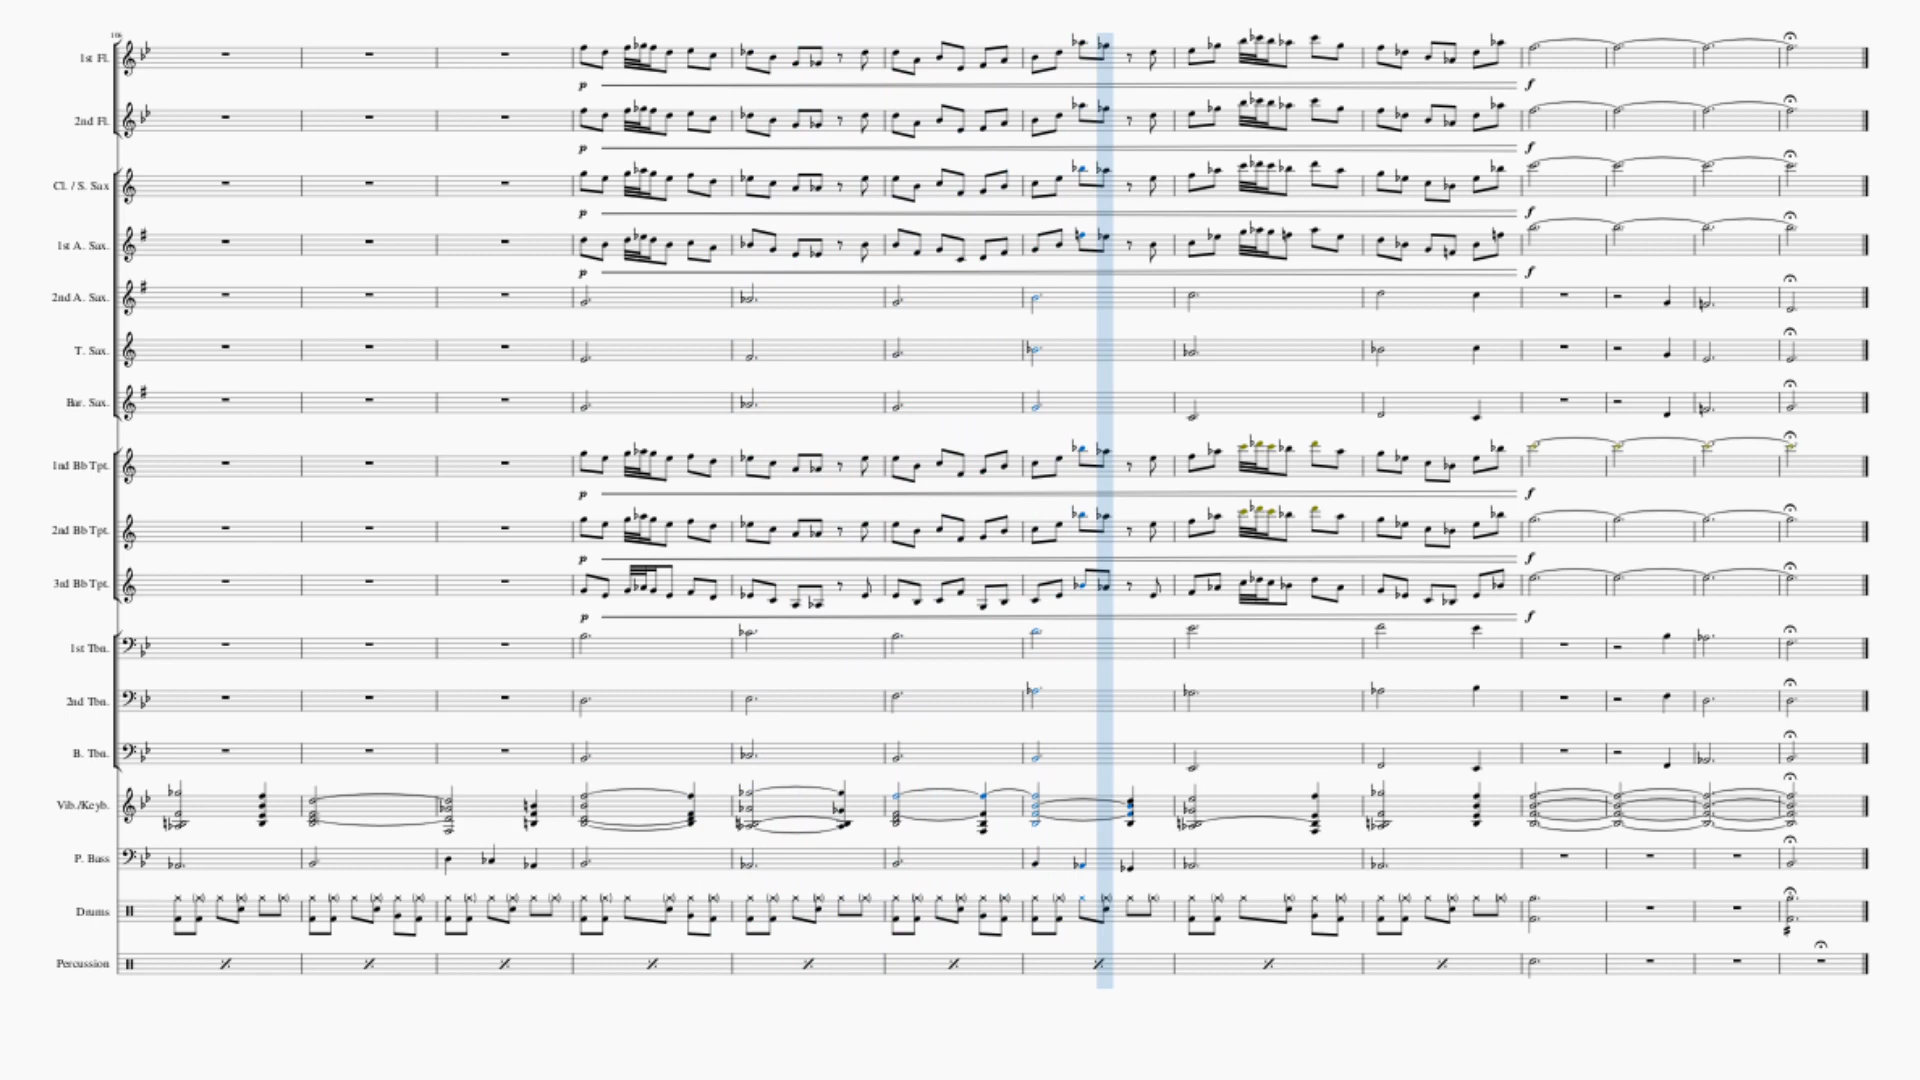 106
1st Fl.
p f
2nd Fl.
p f
Cl. / S. Sax
p f
1st A. Sax.
p f
2nd A. Sax.
T. Sax.
Bar. Sax.
1nd Bb Tpt.
p f
2nd Bb Tpt.
p f
3rd Bb Tpt.
p f
1st Tbn.
2nd Tbn.
B. Tbn.
Vib./Keyb.
P. Bass
Drums
Percussion